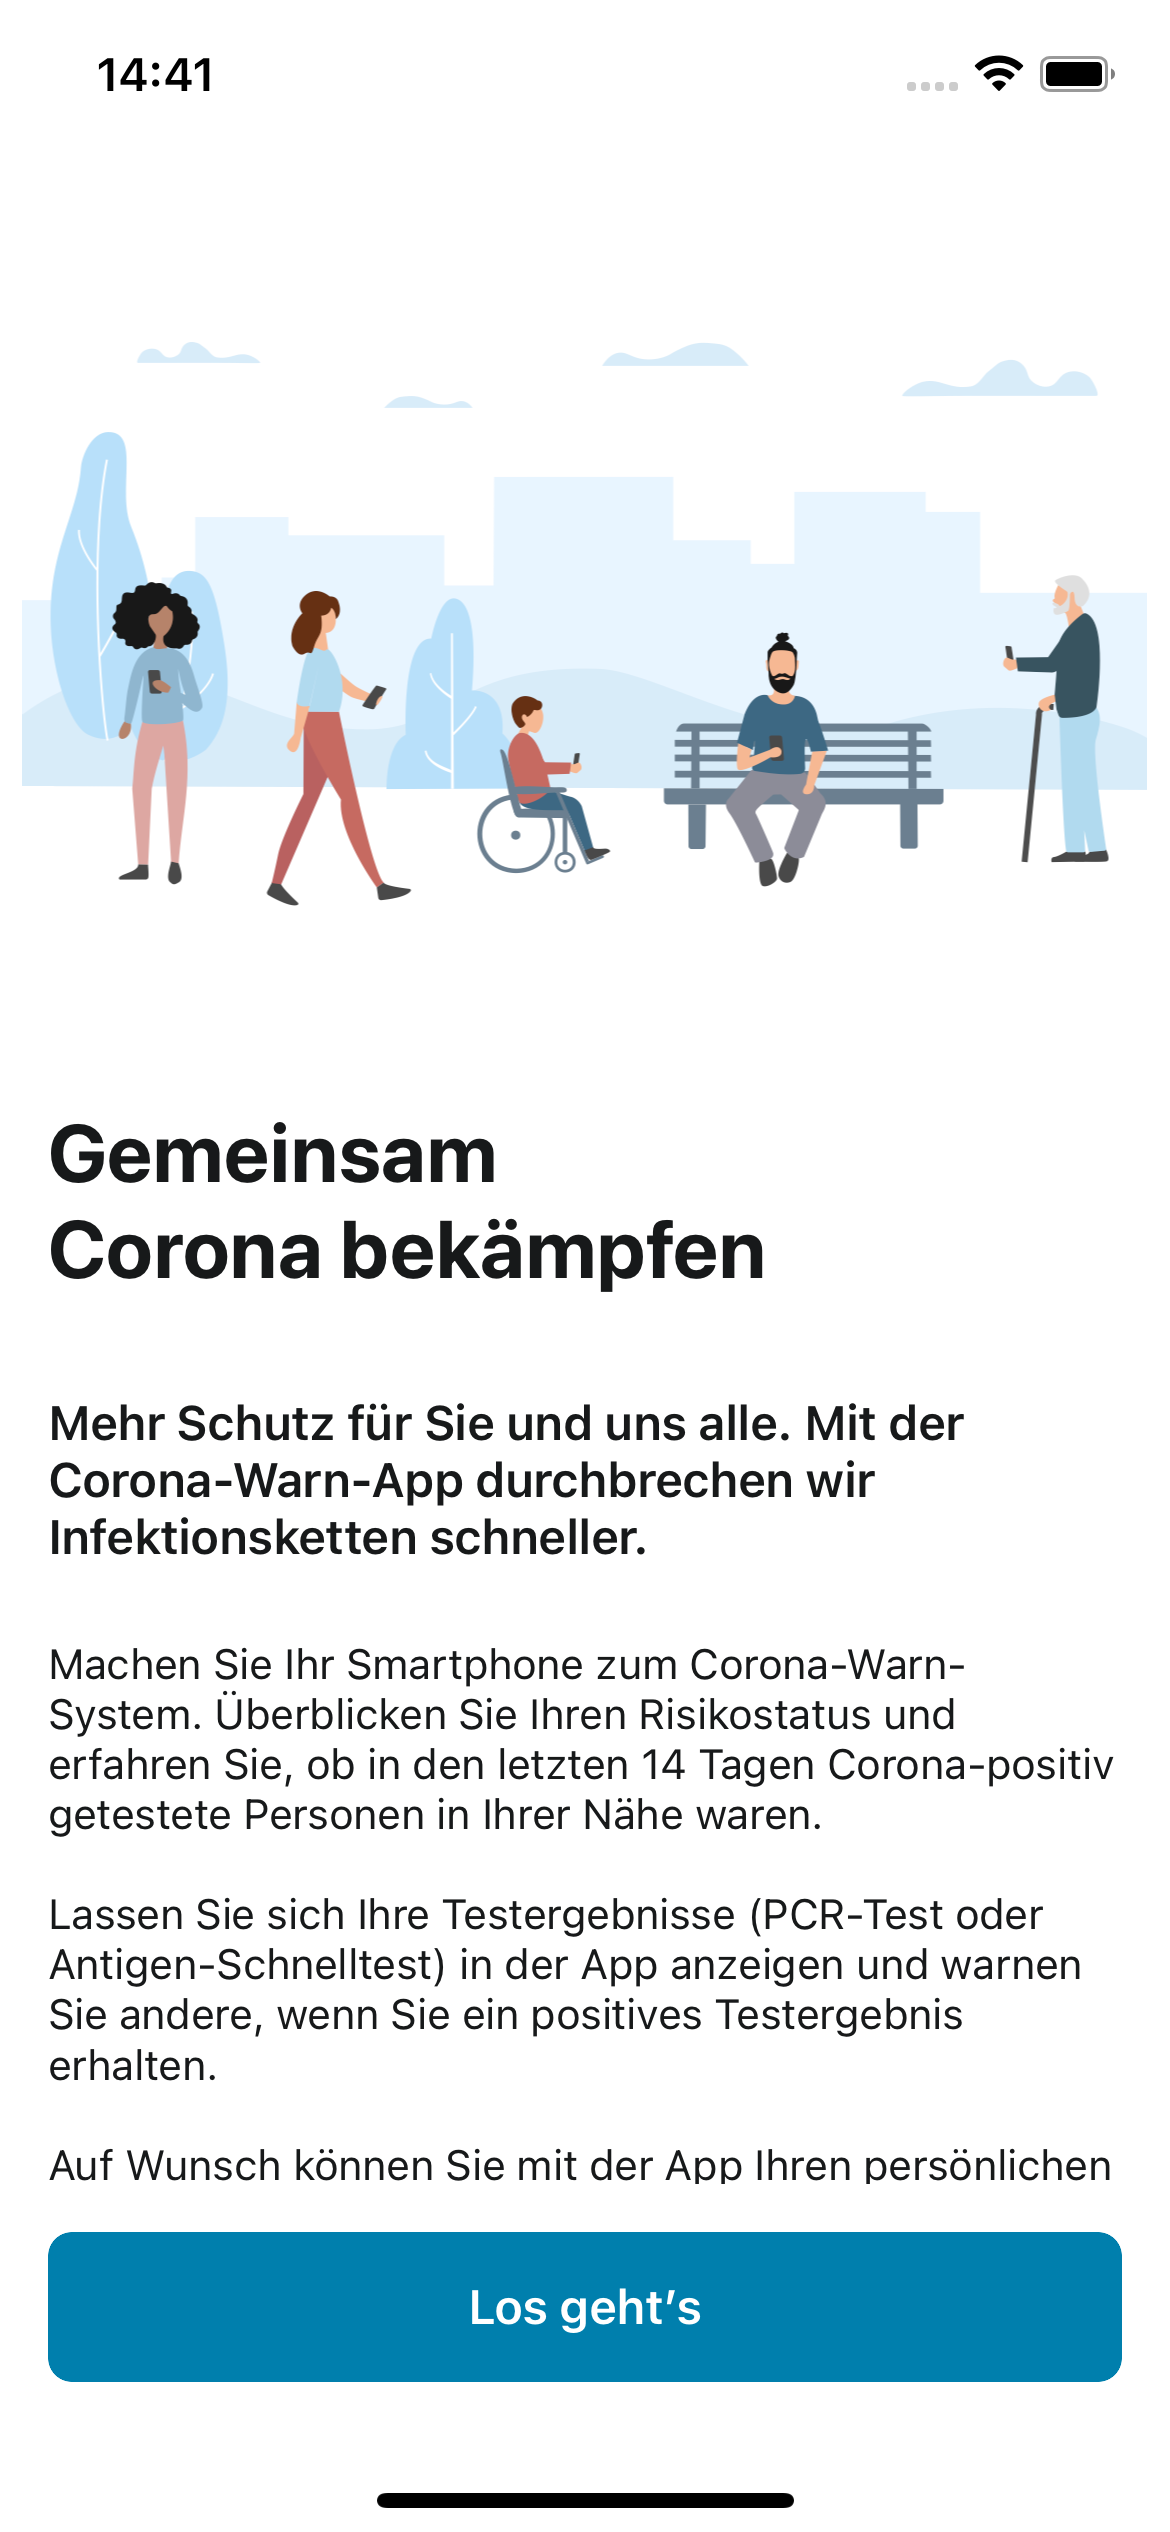 14:41
Gemeinsam
Corona bekämpfen
Mehr Schutz für Sie und uns alle. Mit der
Corona-Warn-App durchbrechen wir
Infektionsketten schneller.
Machen Sie Ihr Smartphone zum Corona-Warn-
System. Überblicken Sie Ihren Risikostatus und
erfahren Sie, ob in den letzten 14 Tagen Corona-positiv
getestete Personen in Ihrer Nähe waren.
Lassen Sie sich Ihre Testergebnisse (PCR-Test oder
Antigen-Schnelltest) in der App anzeigen und warnen
Sie andere, wenn Sie ein positives Testergebnis
erhalten.
Auf Wunsch können Sie mit der App Ihren persönlichen
Los geht’s